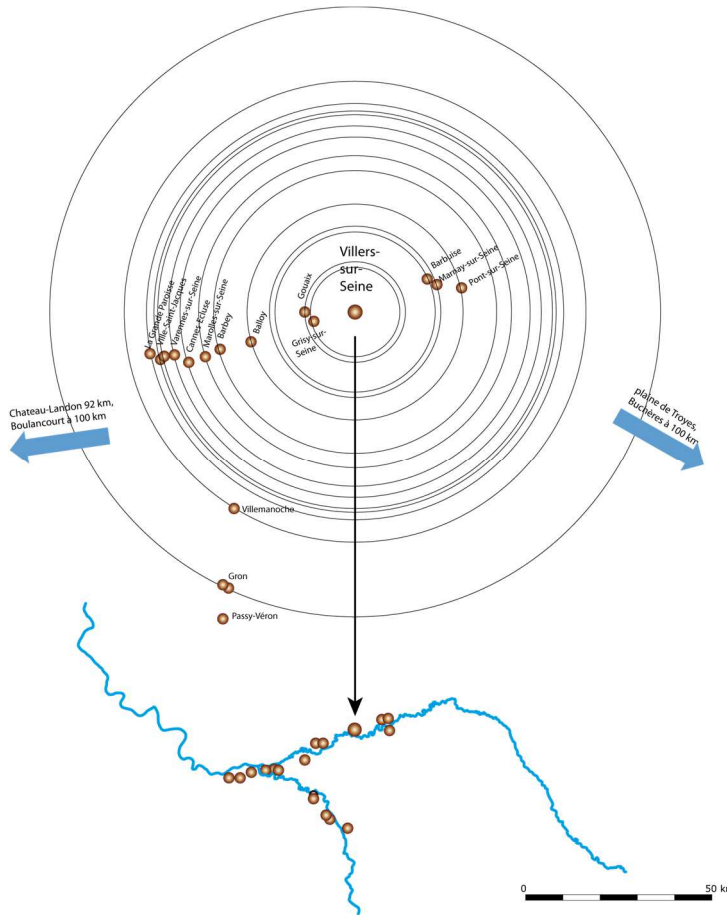 Villers-
sur-
Seine
Gouaix
Grisy-sur-
Seine
Barbuise
Marnay-sur-Seine
Pont-sur-Seine
La Grande Paroisse
Ville-Saint-Jacques
Varennes-sur-Seine
Cannes-Ecluse
Marolles-sur-Seine
Barbey
Balloy
Chateau-Landon 92 km,
Boulancourt à 100 km
plaine de Troyes,
Buchères à 100 km
Villemanoche
Gron
Passy-Véron
0 50 km